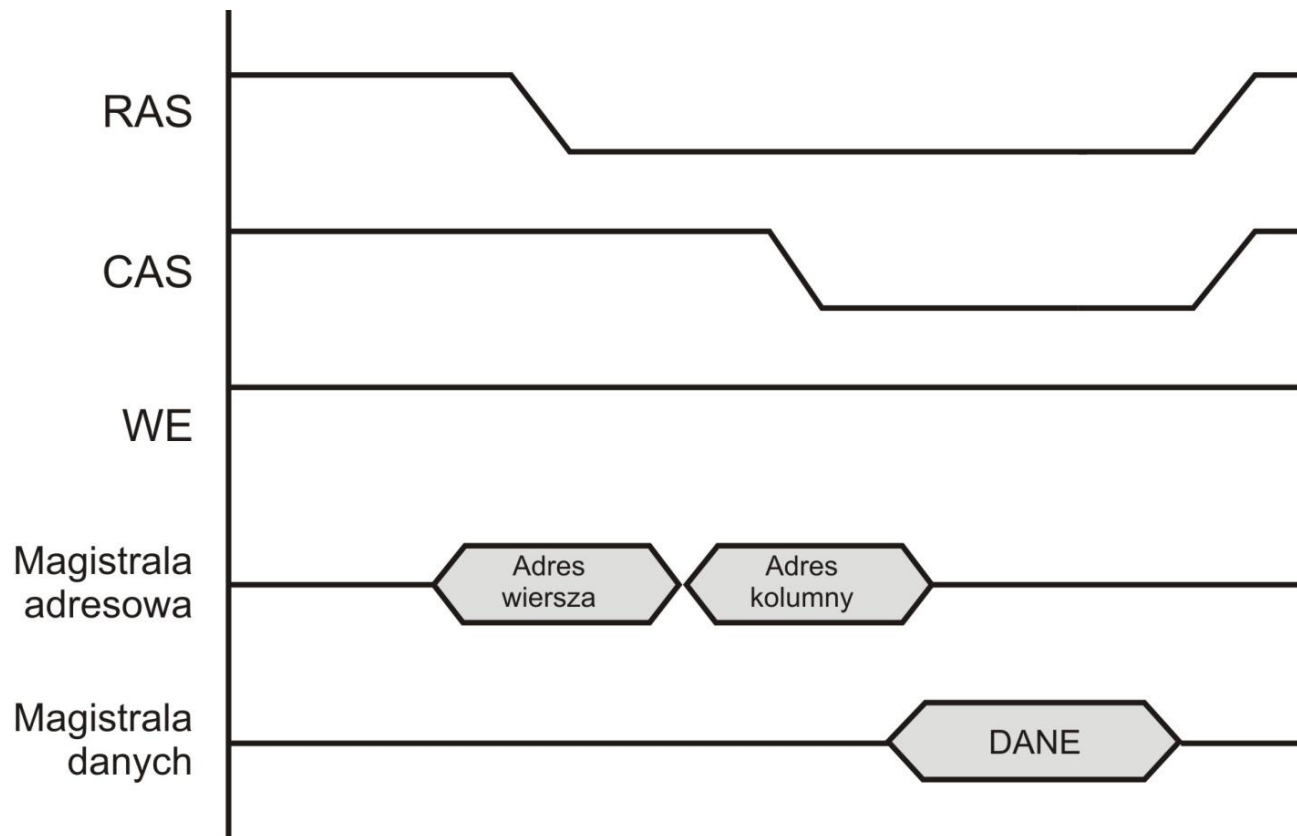 RAS
CAS
WE
Magistrala
adresowa
Adres
wiersza
Adres
kolumny
Magistrala
danych
DANE